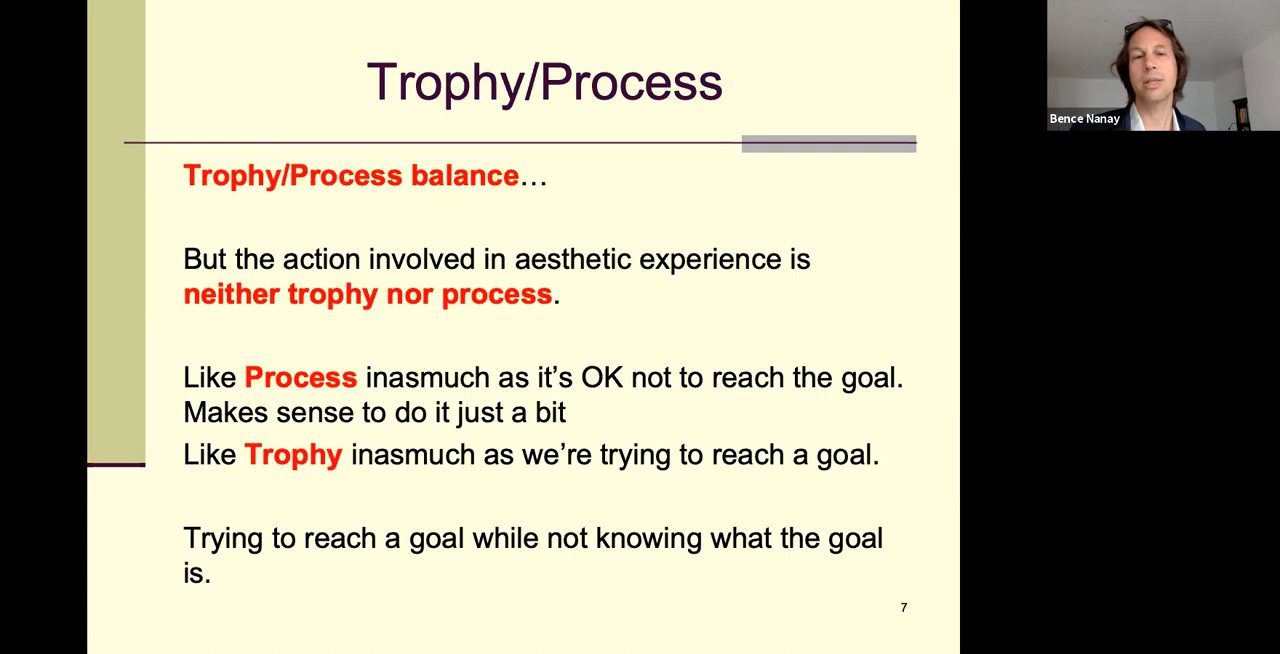 Trophy/Process
Bence Nanay
Trophy/Process balance…
But the action involved in aesthetic experience is
neither trophy nor process.
Like Process inasmuch as it’s OK not to reach the goal.
Makes sense to do it just a bit
Like Trophy inasmuch as we’re trying to reach a goal.
Trying to reach a goal while not knowing what the goal
is.
7